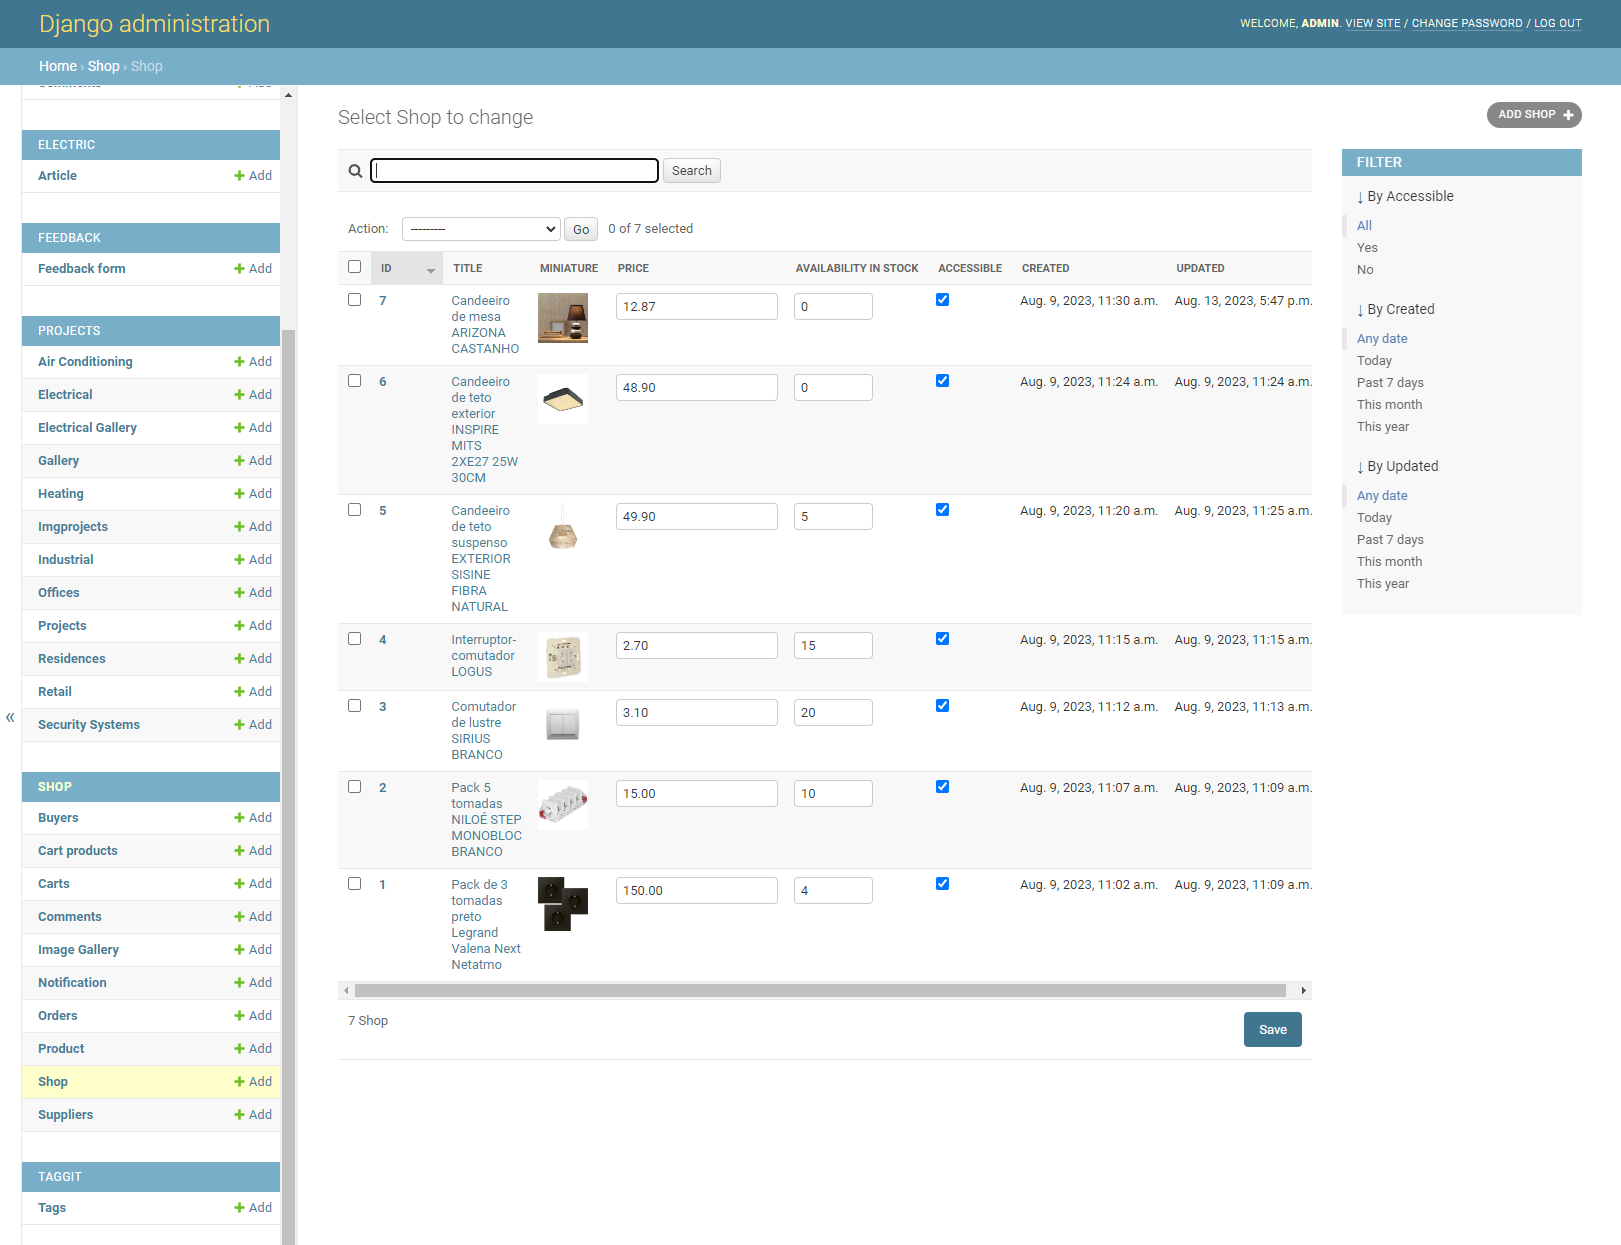 Django administration
WELCOME, ADMIN. VIEW SITE / CHANGE PASSWORD / LOG OUT
Home › Shop › Shop
ELECTRIC
Article Add
FEEDBACK
Feedback form Add
PROJECTS
Air Conditioning Add
Electrical Add
Electrical Gallery Add
Gallery Add
Heating Add
Imgprojects Add
Industrial Add
Offices Add
Projects Add
Residences Add
Retail Add
Security Systems Add
«
SHOP
Buyers Add
Cart products Add
Carts Add
Comments Add
Image Gallery Add
Notification Add
Orders Add
Product Add
Shop Add
Suppliers Add
TAGGIT
Tags Add
Select Shop to change
ADD SHOP
Search
Action: --------- Go 0 of 7 selected
ID TITLE MINIATURE PRICE AVAILABILITY IN STOCK ACCESSIBLE CREATED UPDATED
7 Candeeiro 12.87 0 Aug. 9, 2023, 11:30 a.m. Aug. 13, 2023, 5:47 p.m.
de mesa
ARIZONA
CASTANHO
6 Candeeiro 48.90 0 Aug. 9, 2023, 11:24 a.m. Aug. 9, 2023, 11:24 a.m.
de teto
exterior
INSPIRE
MITS
2XE27 25W
30CM
5 Candeeiro 49.90 5 Aug. 9, 2023, 11:20 a.m. Aug. 9, 2023, 11:25 a.m.
de teto
suspenso
EXTERIOR
SISINE
FIBRA
NATURAL
4 Interruptor- 2.70 15 Aug. 9, 2023, 11:15 a.m. Aug. 9, 2023, 11:15 a.m.
comutador
LOGUS
3 Comutador 3.10 20 Aug. 9, 2023, 11:12 a.m. Aug. 9, 2023, 11:13 a.m.
de lustre
SIRIUS
BRANCO
2 Pack 5 15.00 10 Aug. 9, 2023, 11:07 a.m. Aug. 9, 2023, 11:09 a.m.
tomadas
NILOÉ STEP
MONOBLOC
BRANCO
1 Pack de 3 150.00 4 Aug. 9, 2023, 11:02 a.m. Aug. 9, 2023, 11:09 a.m.
tomadas
preto
Legrand
Valena Next
Netatmo
7 Shop
Save
FILTER
↓ By Accessible
All
Yes
No
↓ By Created
Any date
Today
Past 7 days
This month
This year
↓ By Updated
Any date
Today
Past 7 days
This month
This year